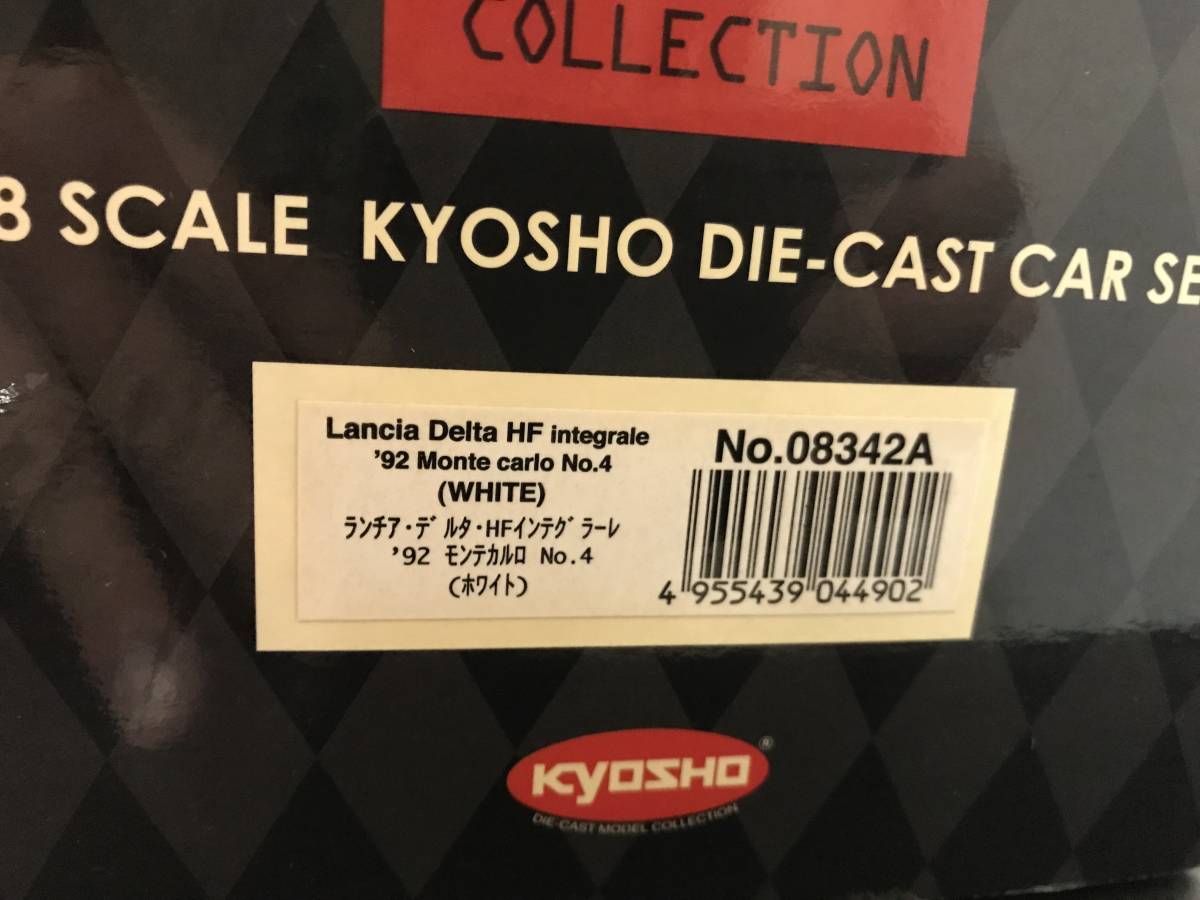 COLLECTION
8 SCALE KYOSHO DIE-CAST CAR SE
Lancia Delta HF integrale
'92 Monte carlo No.4
(WHITE)
ランチア・デルタ・HFインテグラーレ
'92 モンテカルロ No.4
(ホワイト)
No.08342A
4 955439 044902
KYOSHO ®
DIE-CAST MODEL COLLECTION